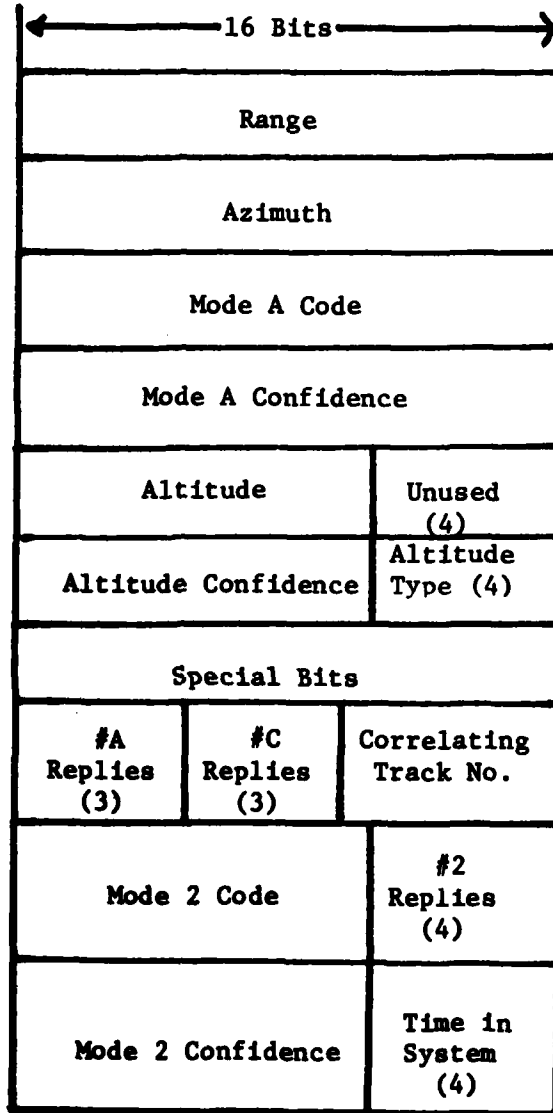 16 Bits
Range
Azimuth
Mode A Code
Mode A Confidence
Altitude
Unused
(4)
Altitude Confidence
Altitude
Type (4)
Special Bits
#A
Replies
(3)
#C
Replies
(3)
Correlating
Track No.
Mode 2 Code
#2
Replies
(4)
Mode 2 Confidence
Time in
System
(4)